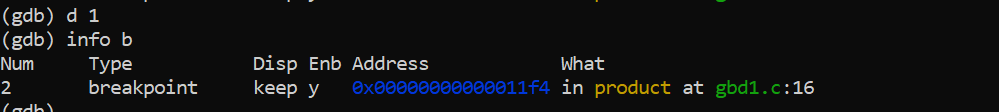 (gdb) d 1
(gdb) info b
Num Type Disp Enb Address What
2 breakpoint keep y 0x00000000000011f4 in product at gbd1.c:16
(gdb)